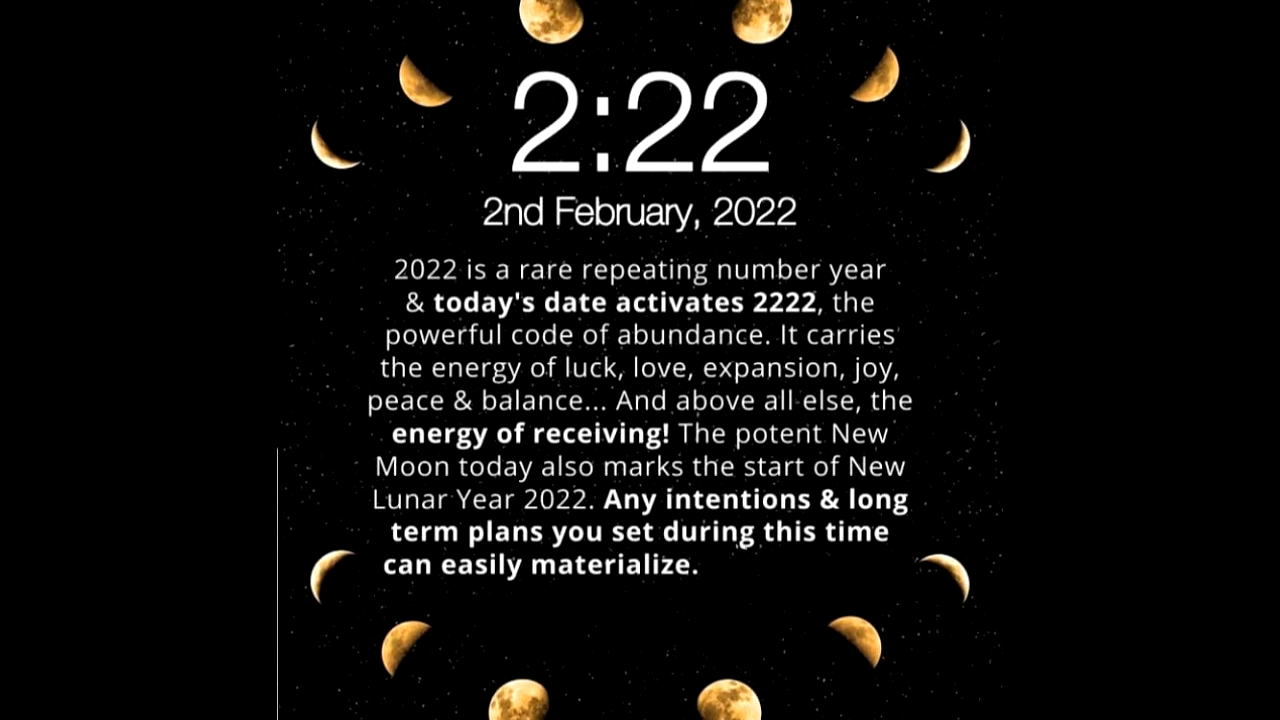 2:22
2nd February, 2022
2022 is a rare repeating number year
& today's date activates 2222, the
powerful code of abundance. It carries
the energy of luck, love, expansion, joy,
peace & balance... And above all else, the
energy of receiving! The potent New
Moon today also marks the start of New
Lunar Year 2022. Any intentions & long
term plans you set during this time
can easily materialize.